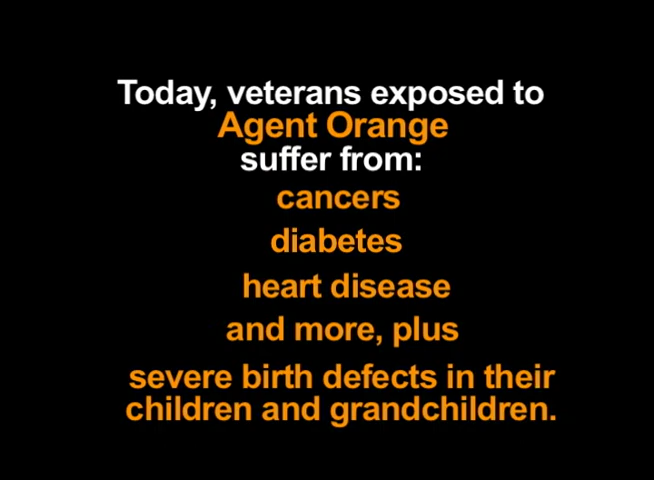 Today, veterans exposed to
Agent Orange
suffer from:
cancers
diabetes
heart disease
and more, plus
severe birth defects in their
children and grandchildren.